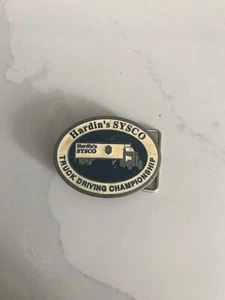 Hardin's SYSCO
Hardin's
SYSCO
TRUCK DRIVING CHAMPIONSHIP